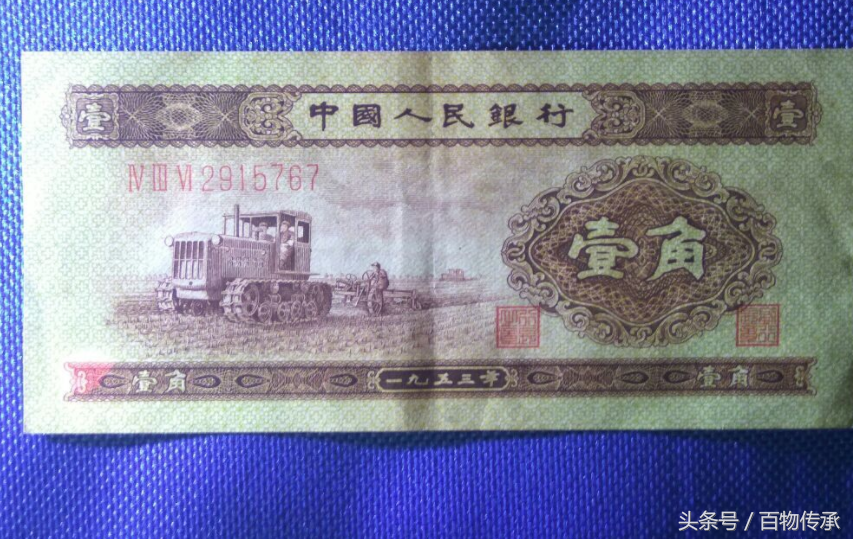 壹 中國人民銀行 壹
Ⅳ Ⅲ Ⅵ 2915767
壹角
壹角 一九五三年 壹角
头条号 / 百物传承